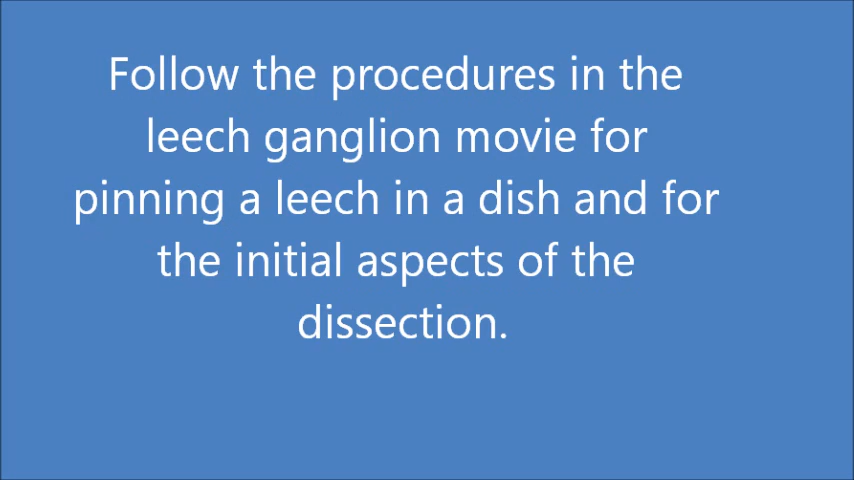 Follow the procedures in the
leech ganglion movie for
pinning a leech in a dish and for
the initial aspects of the
dissection.